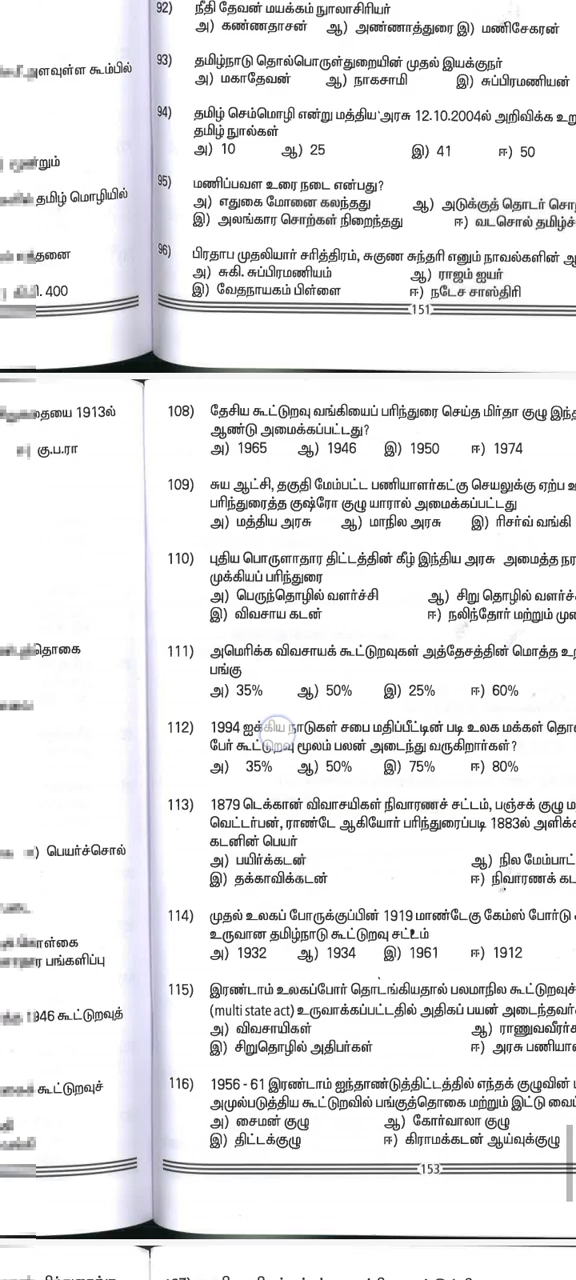 92) நீதி தேவன் மயக்கம் நூலாசிரியர்
அ) கண்ணதாசன் ஆ) அண்ணாத்துரை இ) மணிசேகரன்
அளவுள்ள கூம்பில்
93) தமிழ்நாடு தொல்பொருள்துறையின் முதல் இயக்குநர்
அ) மகாதேவன் ஆ) நாகசாமி இ) சுப்பிரமணியன்
94) தமிழ் செம்மொழி என்று மத்திய அரசு 12.10.2004ல் அறிவிக்க
தமிழ் நூல்கள்
அ) 10 ஆ) 25 இ) 41 ஈ) 50
தமிழ் மொழியில்
95) மணிப்பவள உரை நடை என்பது?
அ) எதுகை மோனை கலந்தது ஆ) அடுக்குத் தொடர்
இ) அலங்கார சொற்கள் நிறைந்தது ஈ) வடசொல்
96) பிரதாப முதலியார் சரித்திரம், சுகுண சுந்தரி எனும் நாவல்களின்
அ) சுகி. சுப்பிரமணியம் ஆ) ராஜம் ஐயர்
இ) வேதநாயகம் பிள்ளை ஈ) நடேச சாஸ்திரி
400
151
1913ல்
கு.ப.ரா
108) தேசிய கூட்டுறவு வங்கியைப் பரிந்துரை செய்த மிர்தா குழு
ஆண்டு அமைக்கப்பட்டது?
அ) 1965 ஆ) 1946 இ) 1950 ஈ) 1974
109) சுய ஆட்சி, தகுதி மேம்பட்ட பணியாளர்கட்கு செயலுக்கு ஏற்ப
பரிந்துரைத்த குஷ்ரோ குழு யாரால் அமைக்கப்பட்டது
அ) மத்திய அரசு ஆ) மாநில அரசு இ) ரிசர்வ் வங்கி
110) புதிய பொருளாதார திட்டத்தின் கீழ் இந்திய அரசு அமைத்த
முக்கியப் பரிந்துரை
அ) பெருந்தொழில் வளர்ச்சி ஆ) சிறு தொழில்
இ) விவசாய கடன் ஈ) நலிந்தோர் மற்றும்
111) அமெரிக்க விவசாயக் கூட்டுறவுகள் அத்தேசத்தின் மொத்த
பங்கு
அ) 35% ஆ) 50% இ) 25% ஈ) 60%
112) 1994 ஐக்கிய நாடுகள் சபை மதிப்பீட்டின் படி உலக மக்கள்
பேர் கூட்டுறவு மூலம் பலன் அடைந்து வருகிறார்கள்?
அ) 35% ஆ) 50% இ) 75% ஈ) 80%
113) 1879 டெக்கான் விவாசயிகள் நிவாரணச் சட்டம், பஞ்சக் குழு
வெட்டர்பன், ராண்டே ஆகியோர் பரிந்துரைப்படி 1883ல்
கடனின் பெயர்
அ) பயிர்க்கடன் ஆ) நில
பெயர்ச்சொல்
இ) தக்காவிக்கடன் ஈ) நிவாரணக்
114) முதல் உலகப் போருக்குப்பின் 1919 மாண்டேகு கேம்ஸ் போர்டு
உருவான தமிழ்நாடு கூட்டுறவு சட்டம்
அ) 1932 ஆ) 1934 இ) 1961 ஈ) 1912
பங்களிப்பு
115) இரண்டாம் உலகப்போர் தொடங்கியதால் பலமாநில கூட்டுறவுச்
(multi state act) உருவாக்கப்பட்டதில் அதிகப் பயன்
கூட்டுறவுத்
அ) விவசாயிகள் ஆ)
இ) சிறுதொழில் அதிபர்கள் ஈ) அரசு
116) 1956 - 61 இரண்டாம் ஐந்தாண்டுத்திட்டத்தில் எந்தக் குழுவின்
கூட்டுறவுச்
அமுல்படுத்திய கூட்டுறவில் பங்குத்தொகை மற்றும் இட்டு
அ) சைமன் குழு ஆ) கோர்வாலா குழு
இ) திட்டக்குழு ஈ) கிராமக்கடன் ஆய்வுக்குழு
153